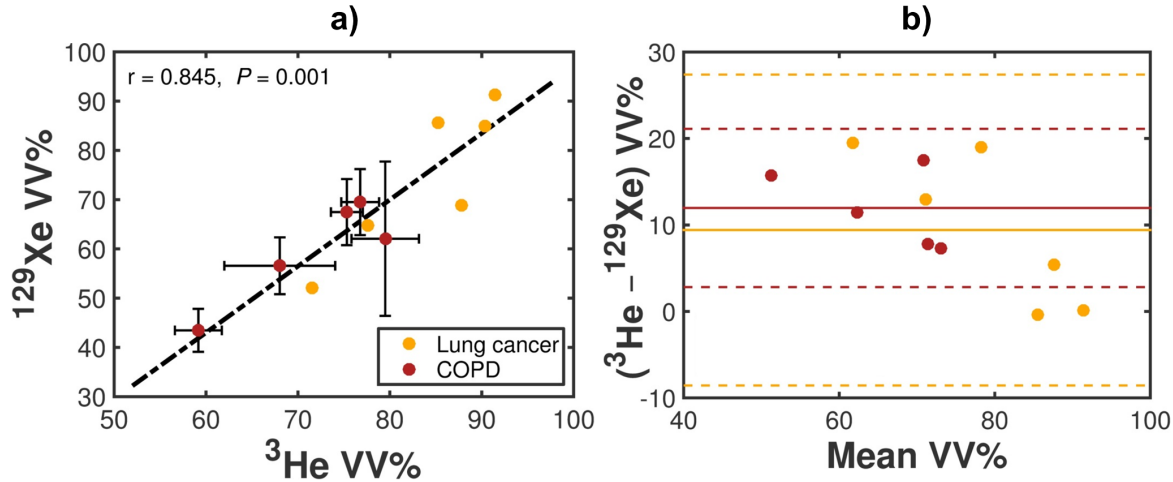 a)
r = 0.845, P = 0.001
100
90
80
70
60
50
40
30
50 60 70 80 90 100
¹²⁹Xe VV%
³He VV%
Lung cancer
COPD
b)
30
20
10
0
-10
40 60 80 100
(³He – ¹²⁹Xe) VV%
Mean VV%